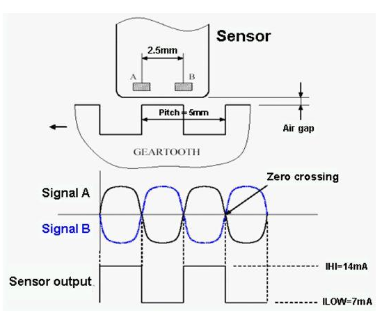 Sensor
2.5mm
A B
Pitch = 5mm
Air gap
GEARTOOTH
Zero crossing
Signal A
Signal B
IHI=14mA
Sensor output
ILOW=7mA